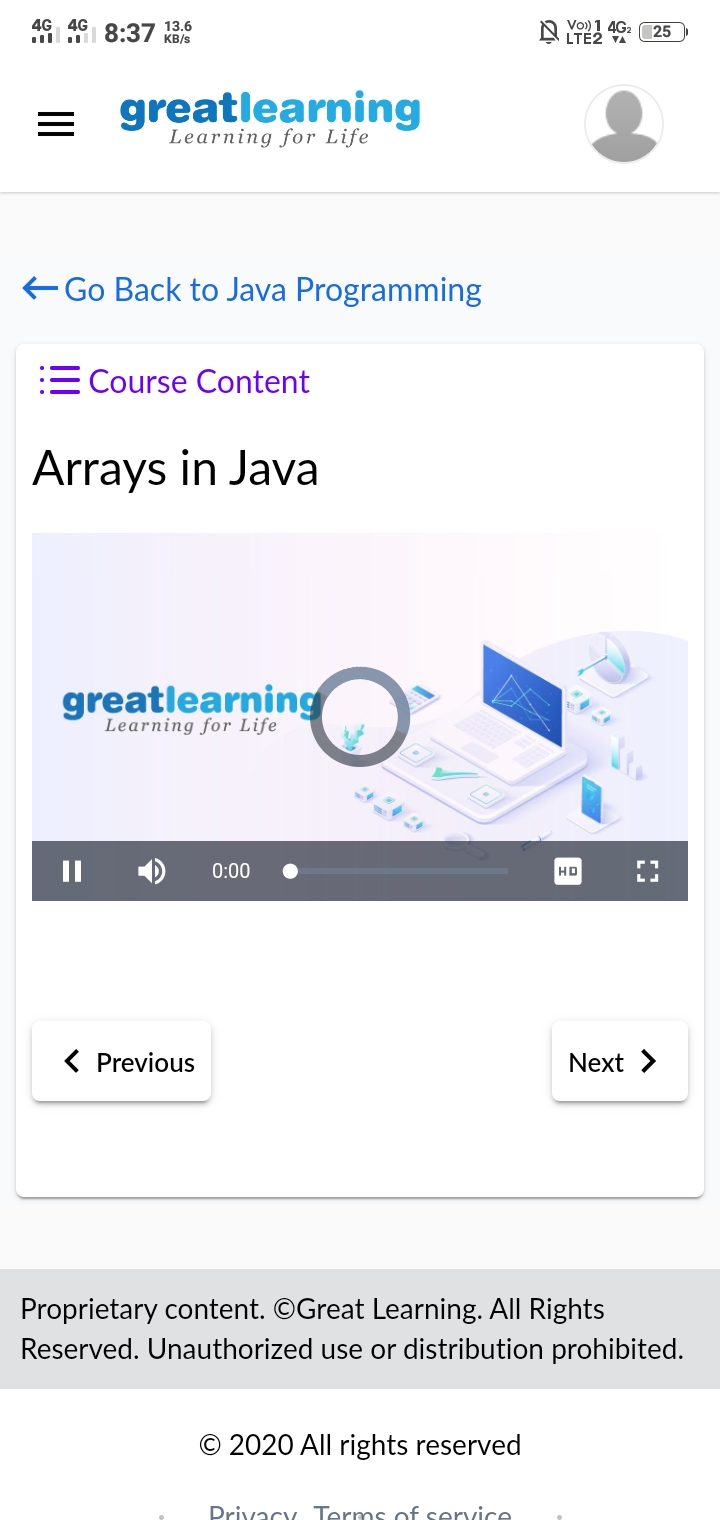 4G 4G 8:37 13.6 KB/s Vo)) 1 LTE2 4G2 25
greatlearning
Learning for Life
Go Back to Java Programming
Course Content
Arrays in Java
greatlearning
Learning for Life
0:00 HD
Previous Next
Proprietary content. ©Great Learning. All Rights
Reserved. Unauthorized use or distribution prohibited.
© 2020 All rights reserved
Privacy Terms of service